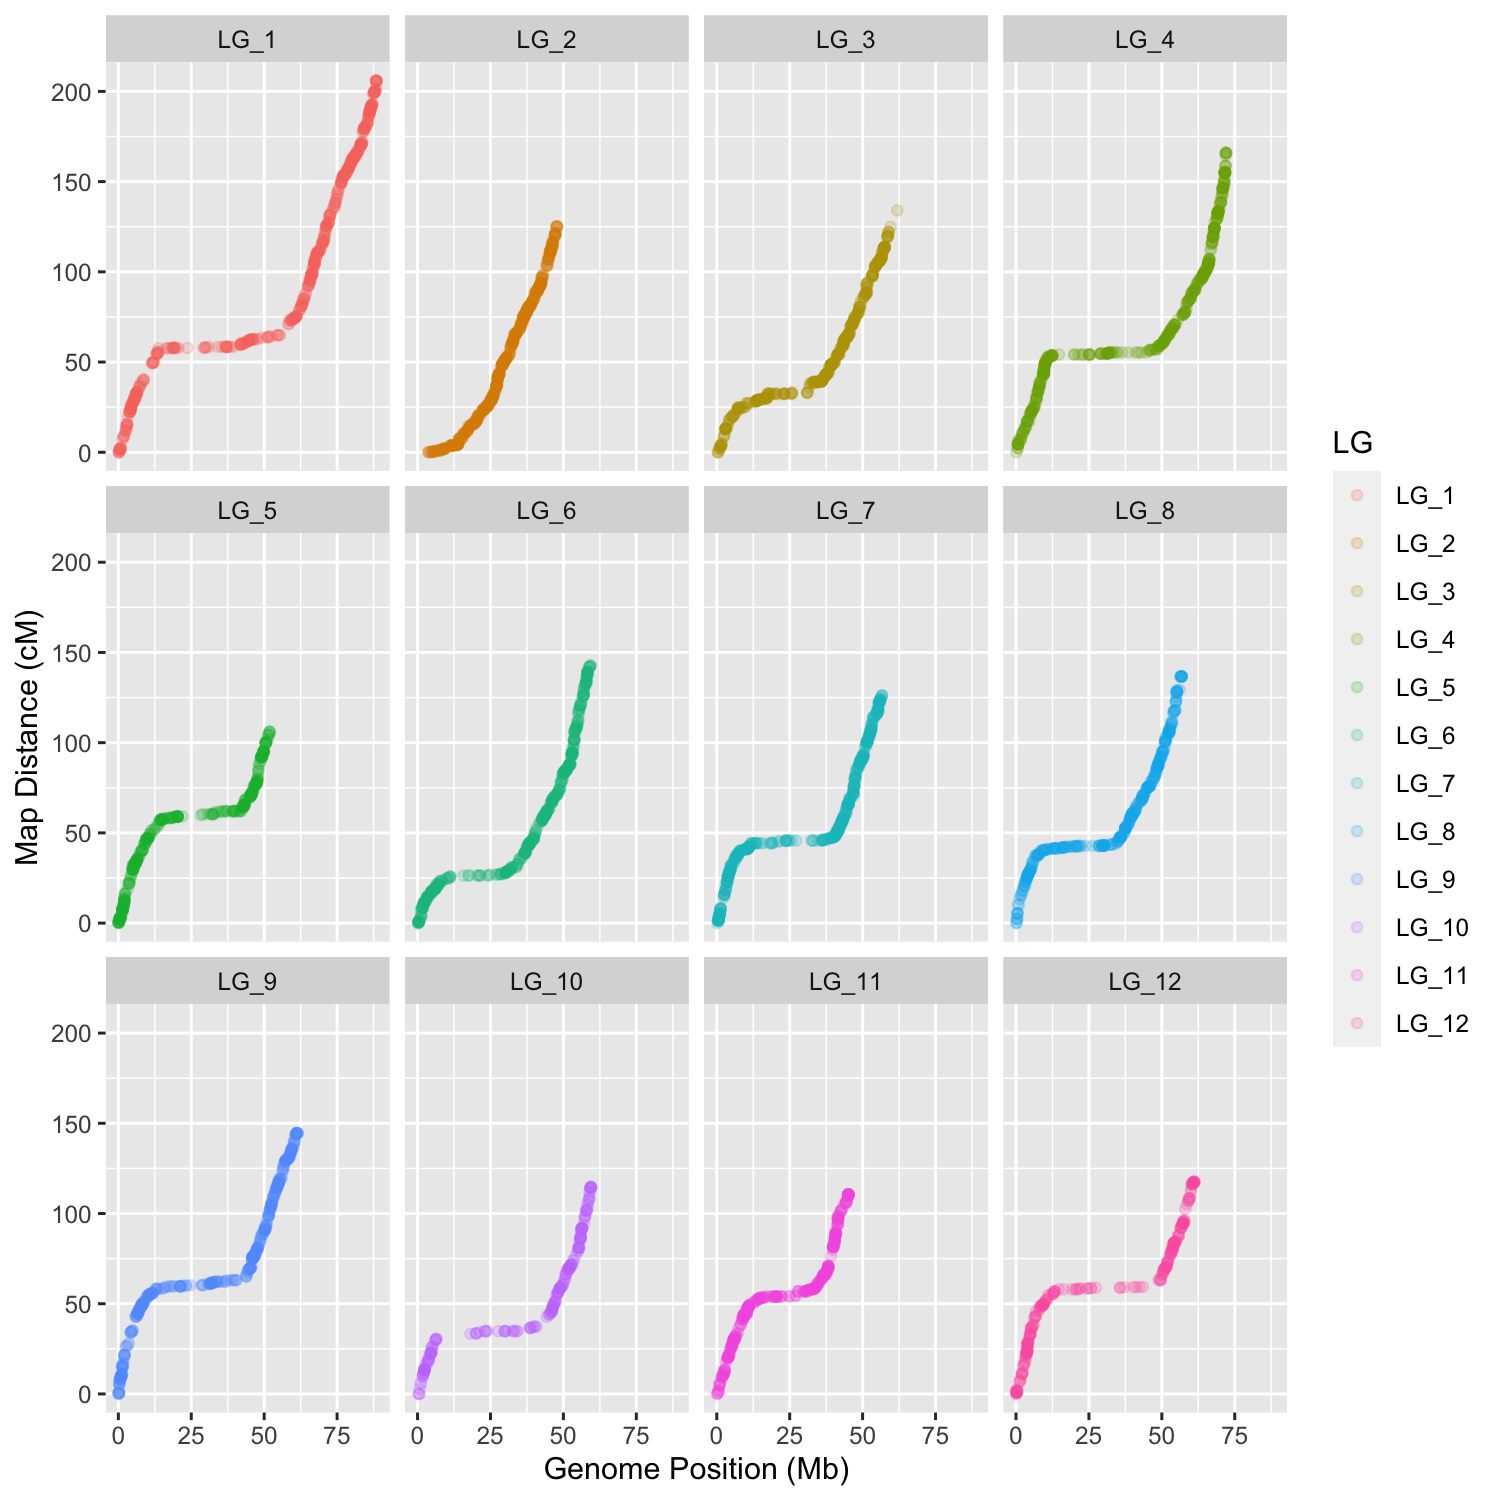 LG_1 LG_2 LG_3 LG_4
200
150
100
50
0
LG_5 LG_6 LG_7 LG_8
200
150
100
50
0
LG_9 LG_10 LG_11 LG_12
200
150
100
50
0
0 25 50 75 0 25 50 75 0 25 50 75 0 25 50 75
Genome Position (Mb)
Map Distance (cM)
LG
LG_1
LG_2
LG_3
LG_4
LG_5
LG_6
LG_7
LG_8
LG_9
LG_10
LG_11
LG_12